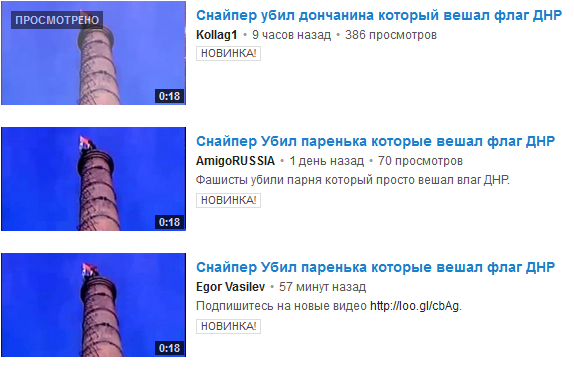 ПРОСМОТРЕНО
0:18
Снайпер убил дончанина который вешал флаг ДНР
Kollag1 • 9 часов назад • 386 просмотров
НОВИНКА!
0:18
Снайпер Убил паренька которые вешал флаг ДНР
AmigoRUSSIA • 1 день назад • 70 просмотров
Фашисты убили парня который просто вешал влаг ДНР.
НОВИНКА!
0:18
Снайпер Убил паренька которые вешал флаг ДНР
Egor Vasilev • 57 минут назад
Подпишитесь на новые видео http://loo.gl/cbAg.
НОВИНКА!